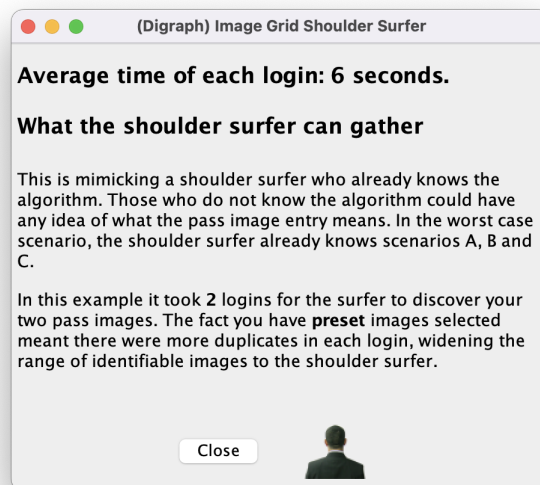 (Digraph) Image Grid Shoulder Surfer
Average time of each login: 6 seconds.
What the shoulder surfer can gather
This is mimicking a shoulder surfer who already knows the
algorithm. Those who do not know the algorithm could have
any idea of what the pass image entry means. In the worst case
scenario, the shoulder surfer already knows scenarios A, B and
C.
In this example it took 2 logins for the surfer to discover your
two pass images. The fact you have preset images selected
meant there were more duplicates in each login, widening the
range of identifiable images to the shoulder surfer.
Close